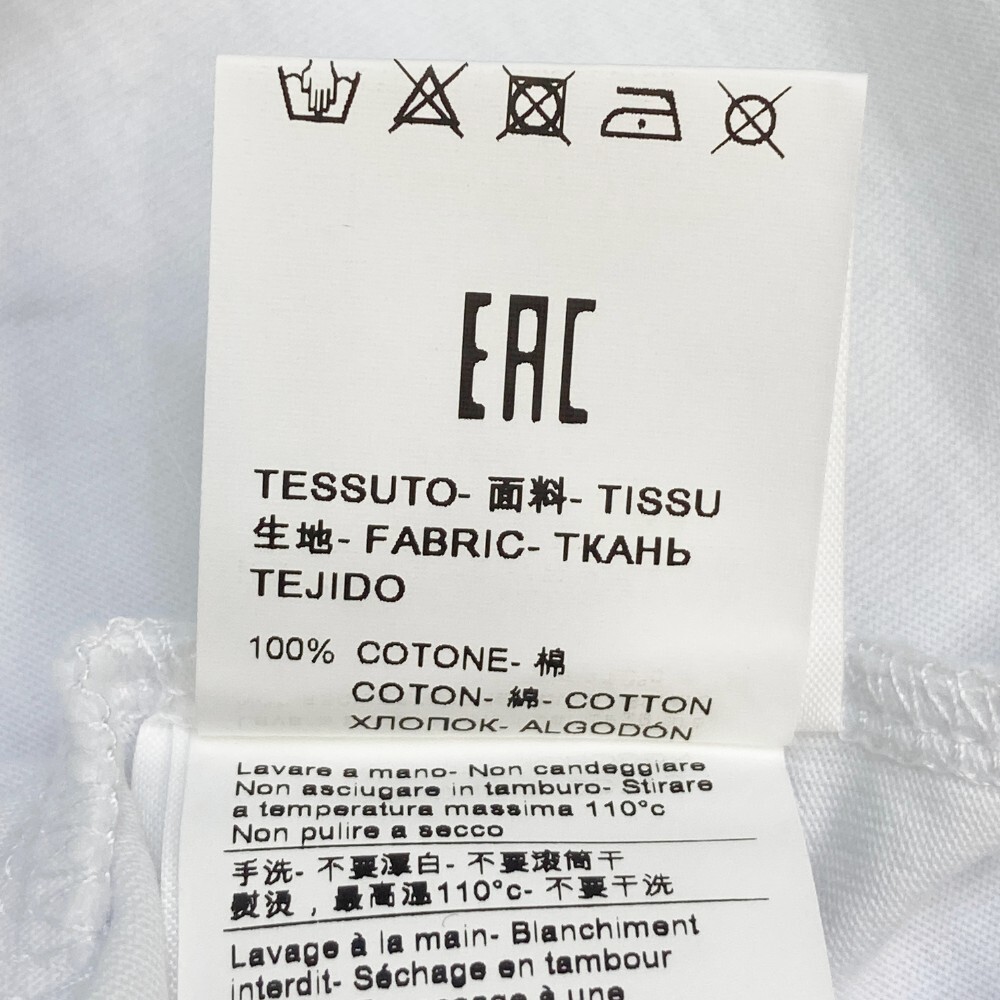 EAC
TESSUTO- 面料- TISSU
生地- FABRIC- ТКАНЬ
TEJIDO
100% COTONE- 棉
COTON- 綿- COTTON
ХЛОПОК- ALGODÓN
Lavare a mano- Non candeggiare
Non asciugare in tamburo- Stirare
a temperatura massima 110°c
Non pulire a secco
手洗- 不要漂白- 不要滚筒干
熨烫，最高温110°c- 不要干洗
Lavage à la main- Blanchiment
interdit- Séchage en tambour
à une